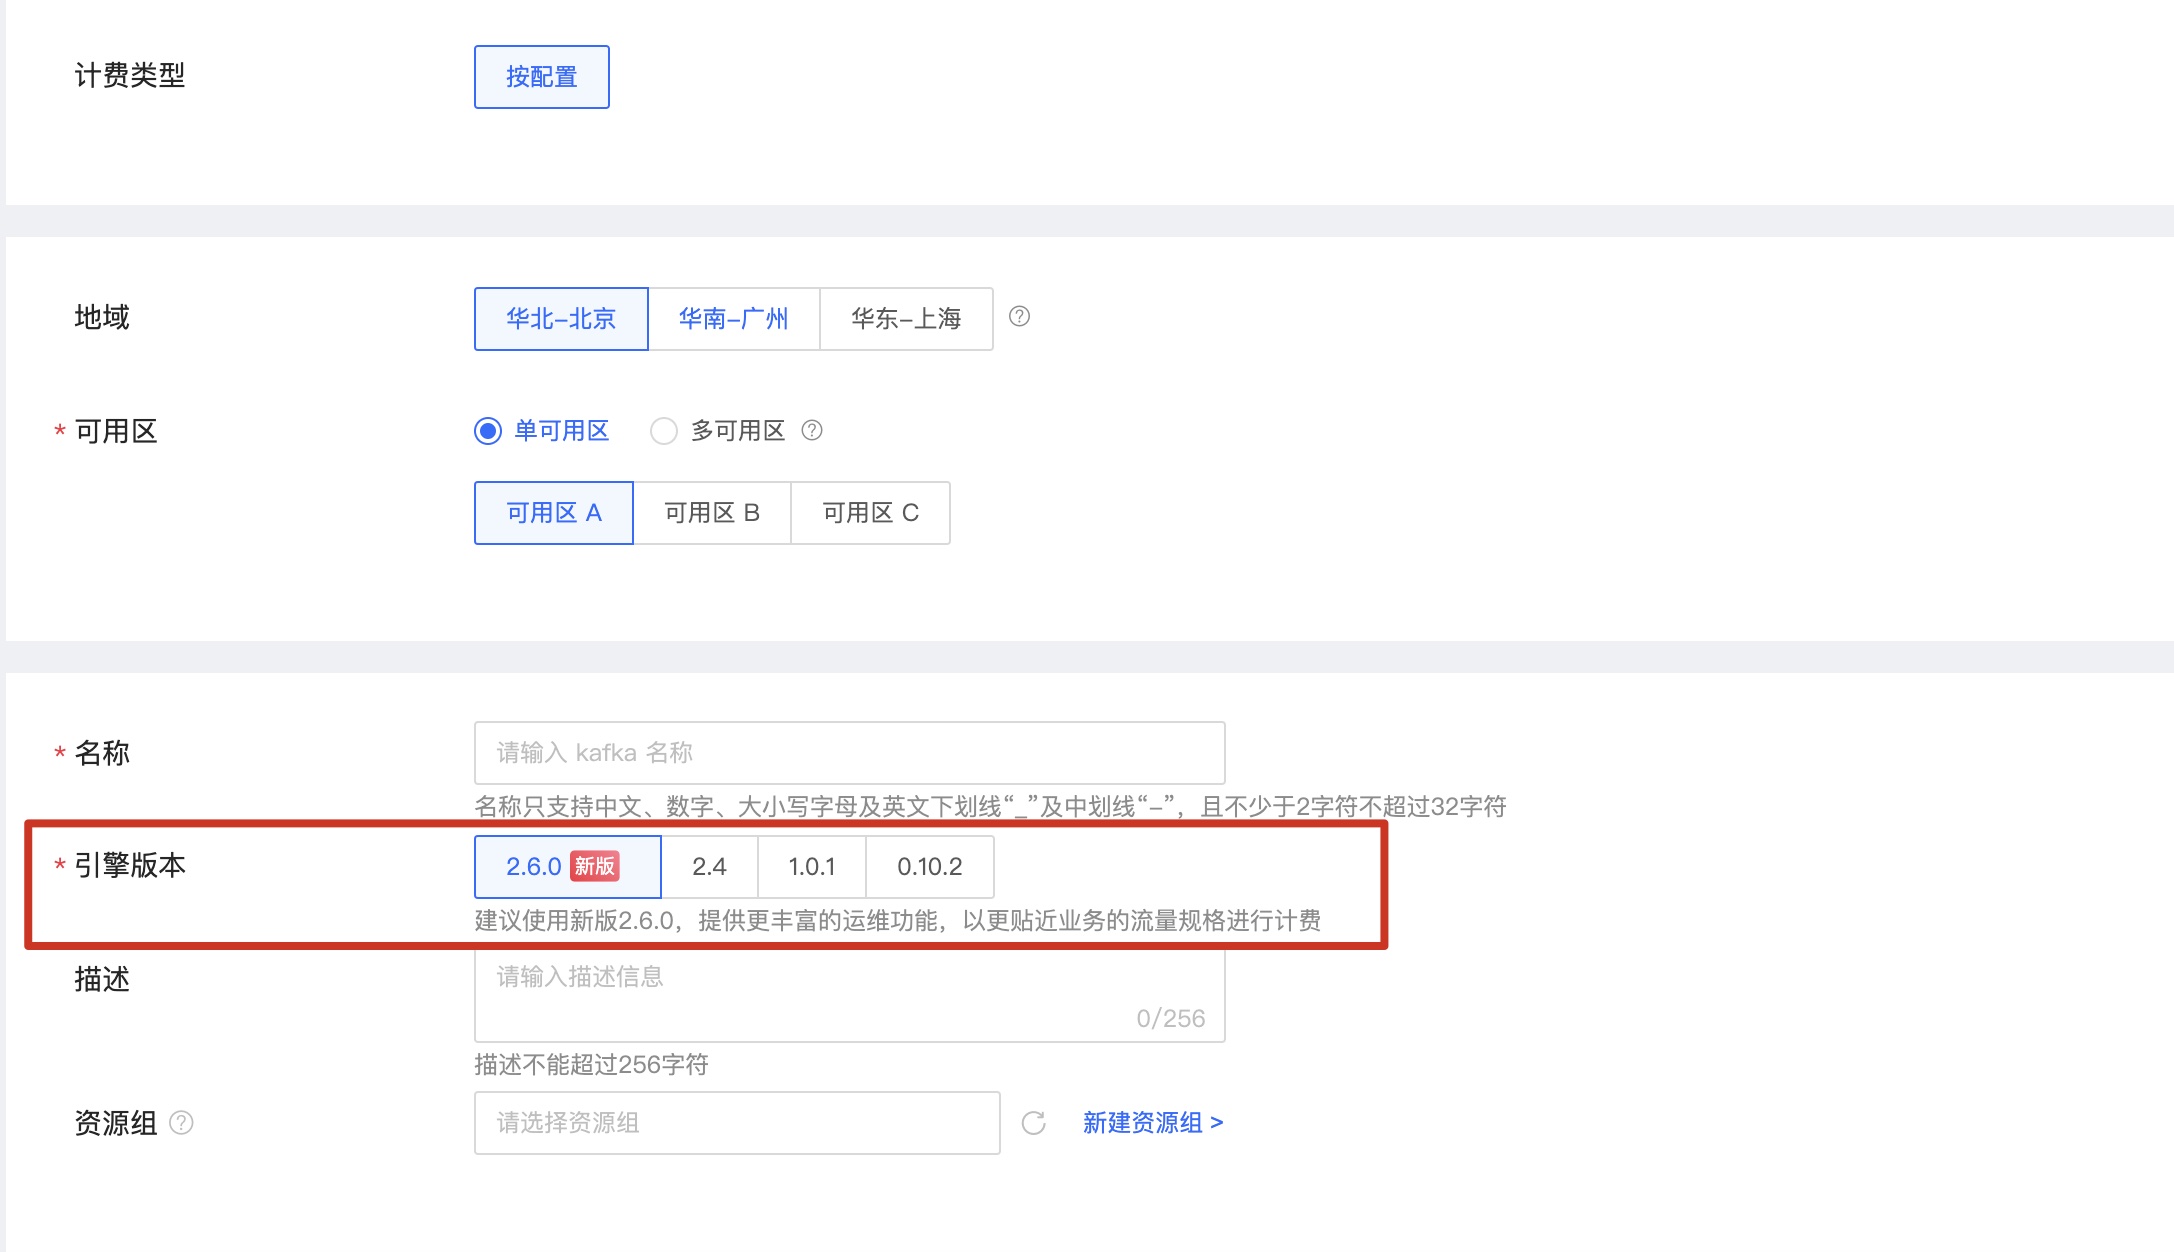 计费类型 按配置
地域 华北-北京 华南-广州 华东-上海 ?
* 可用区 单可用区 多可用区 ?
可用区 A 可用区 B 可用区 C
* 名称 请输入 kafka 名称
名称只支持中文、数字、大小写字母及英文下划线“_”及中划线“-”，且不少于2字符不超过32字符
* 引擎版本 2.6.0 新版 2.4 1.0.1 0.10.2
建议使用新版2.6.0，提供更丰富的运维功能，以更贴近业务的流量规格进行计费
描述 请输入描述信息
0/256
描述不能超过256字符
资源组 ? 请选择资源组 新建资源组 >